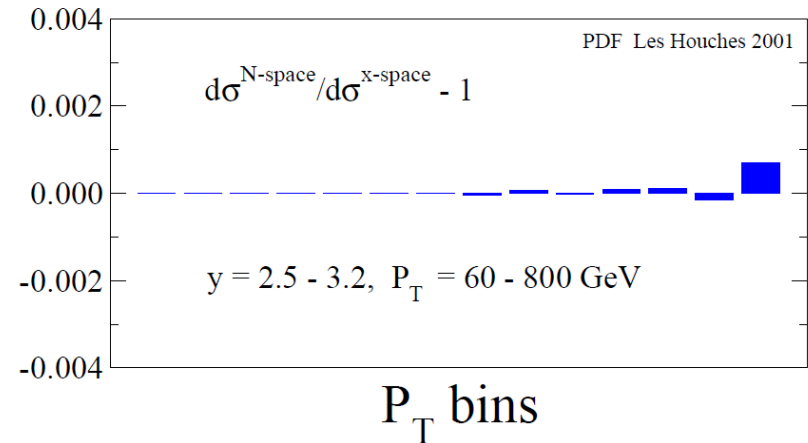 0.004
PDF Les Houches 2001
dσ^N-space/dσ^x-space - 1
0.002
0.000
-0.002
y = 2.5 - 3.2, P_T = 60 - 800 GeV
-0.004
P_T bins